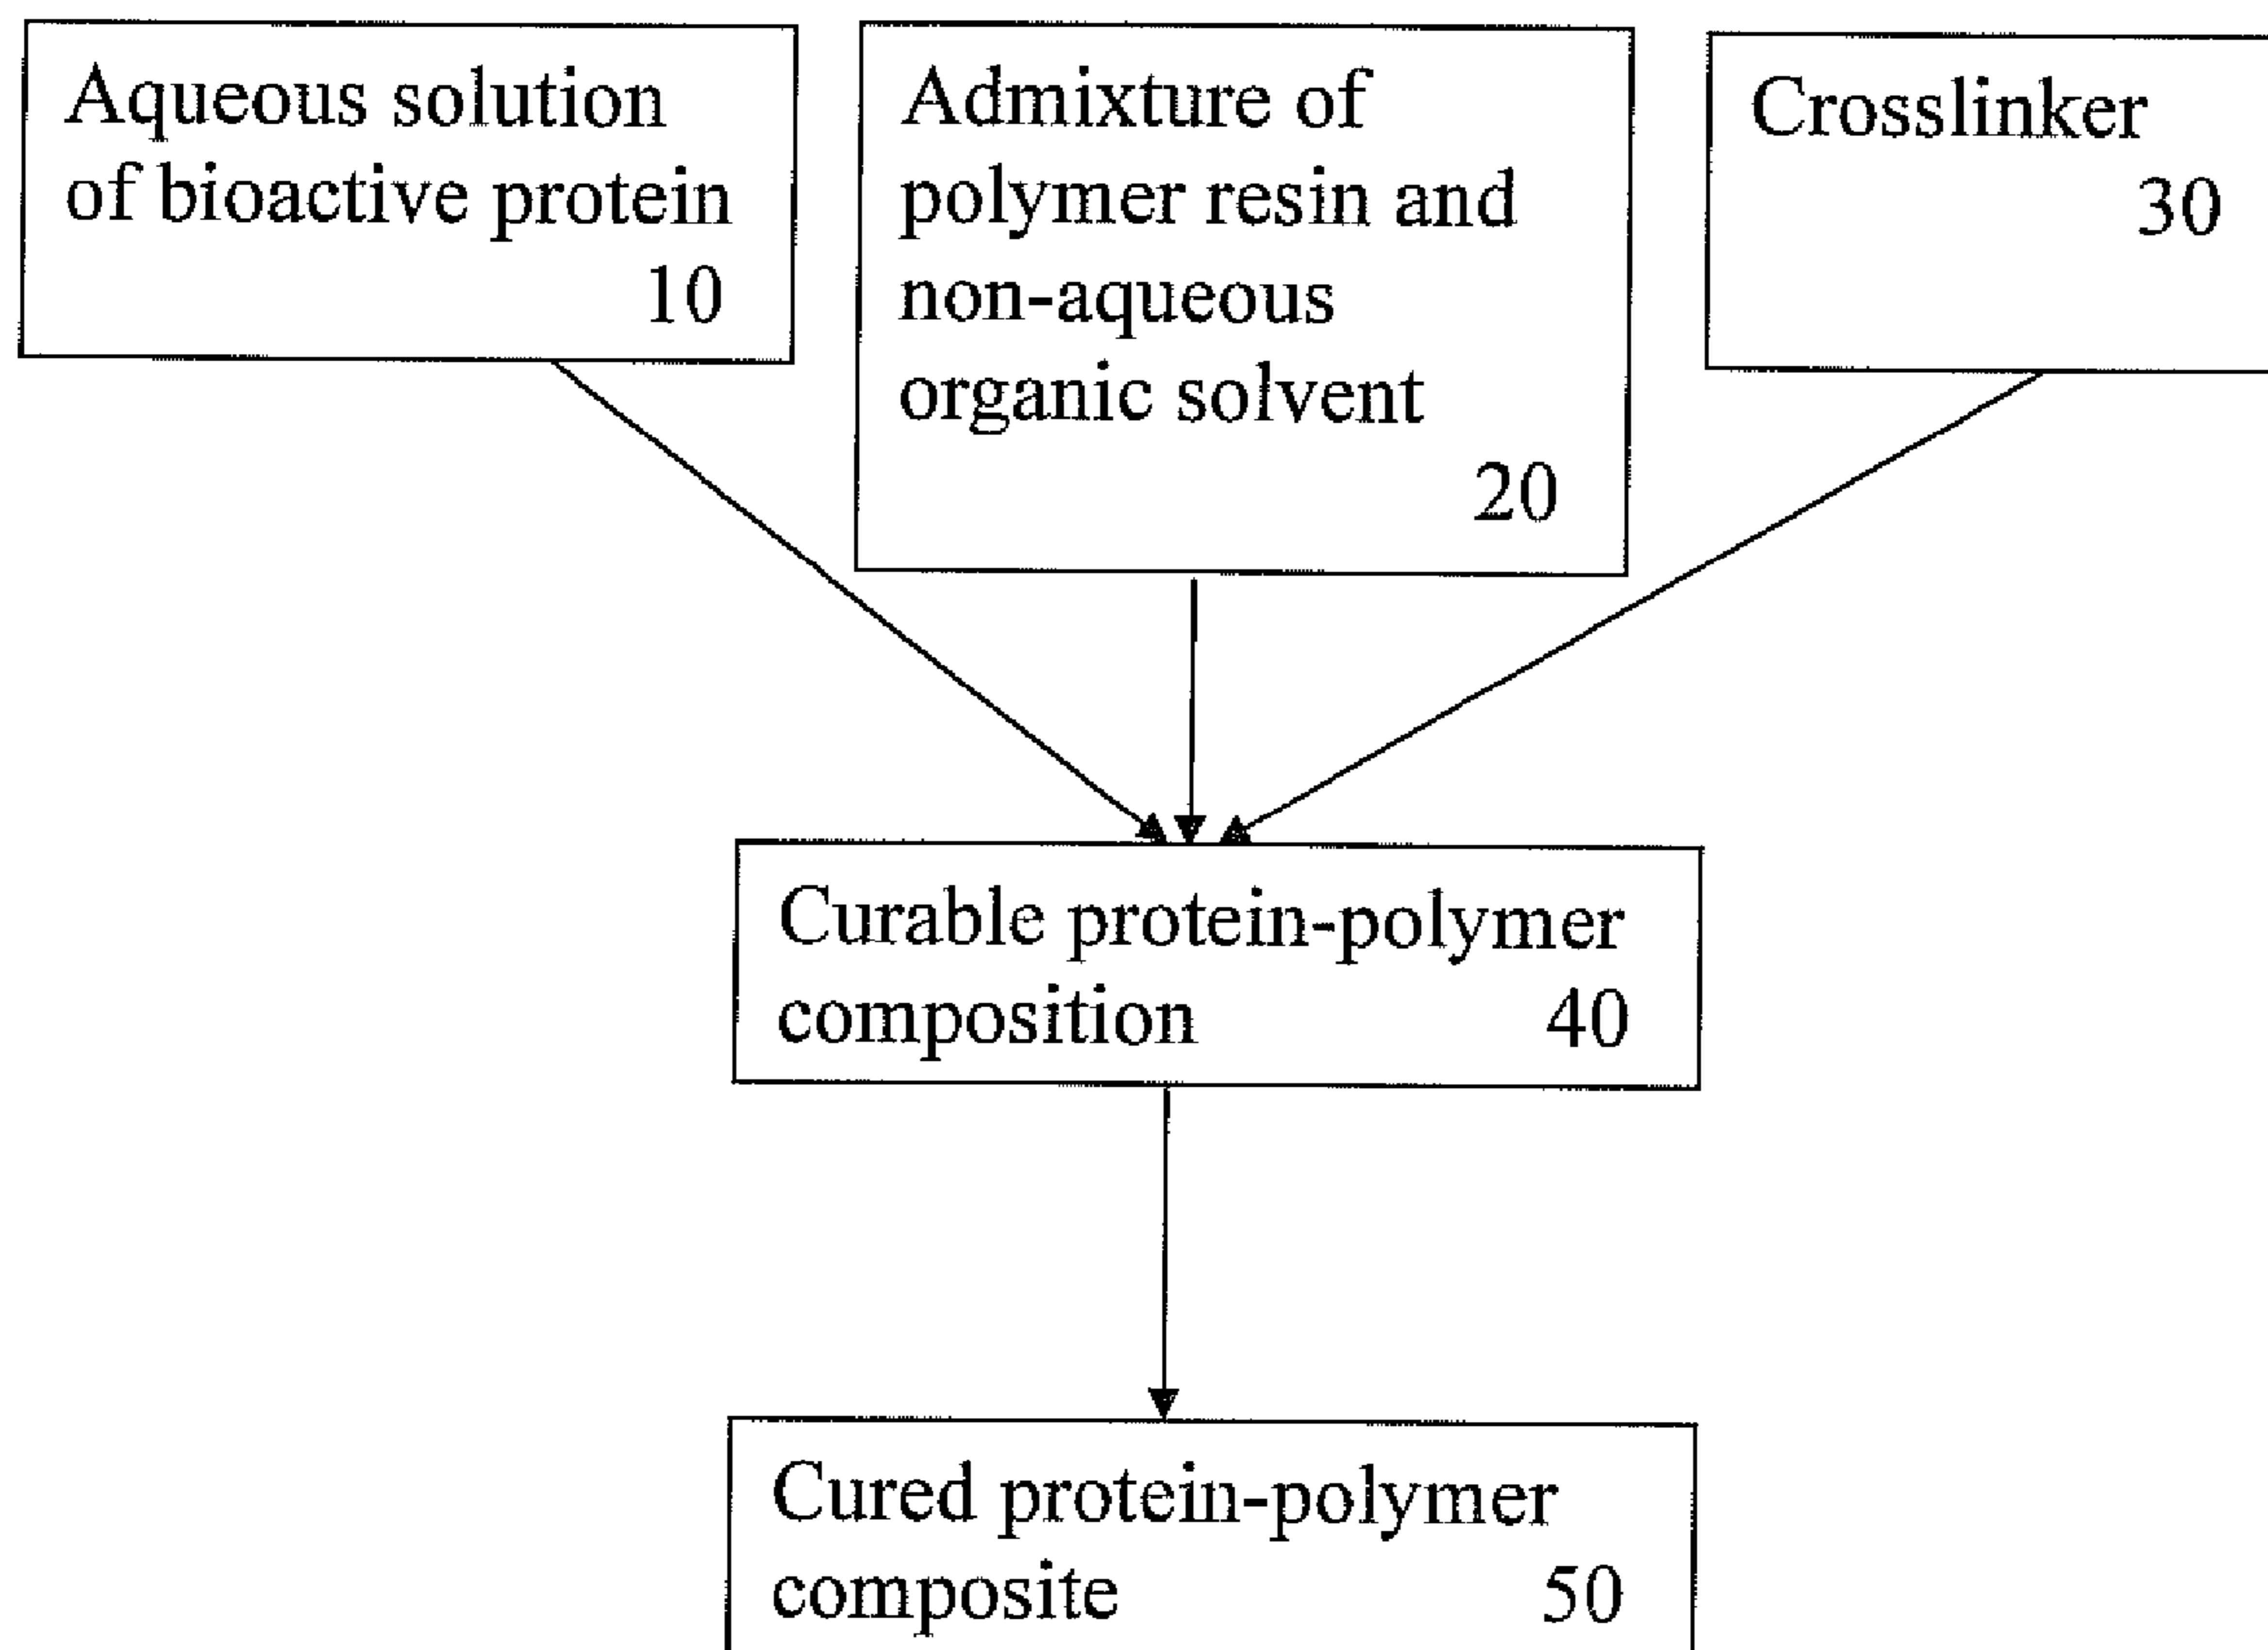 Aqueous solution
of bioactive protein
10
Admixture of
polymer resin and
non-aqueous
organic solvent
20
Crosslinker
30
Curable protein-polymer
composition 40
Cured protein-polymer
composite 50